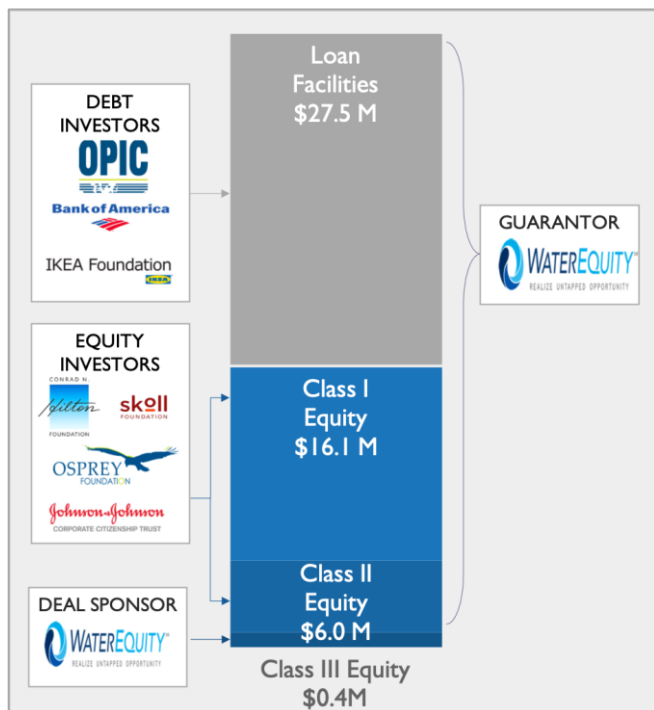 DEBT
INVESTORS
OPIC
Bank of America
IKEA Foundation
IKEA
EQUITY
INVESTORS
CONRAD N.
Hilton
FOUNDATION
skoll
FOUNDATION
OSPREY
FOUNDATION
Johnson & Johnson
CORPORATE CITIZENSHIP TRUST
DEAL SPONSOR
WATEREQUITY™
REALIZE UNTAPPED OPPORTUNITY
Loan
Facilities
$27.5 M
Class I
Equity
$16.1 M
Class II
Equity
$6.0 M
Class III Equity
$0.4M
GUARANTOR
WATEREQUITY™
REALIZE UNTAPPED OPPORTUNITY